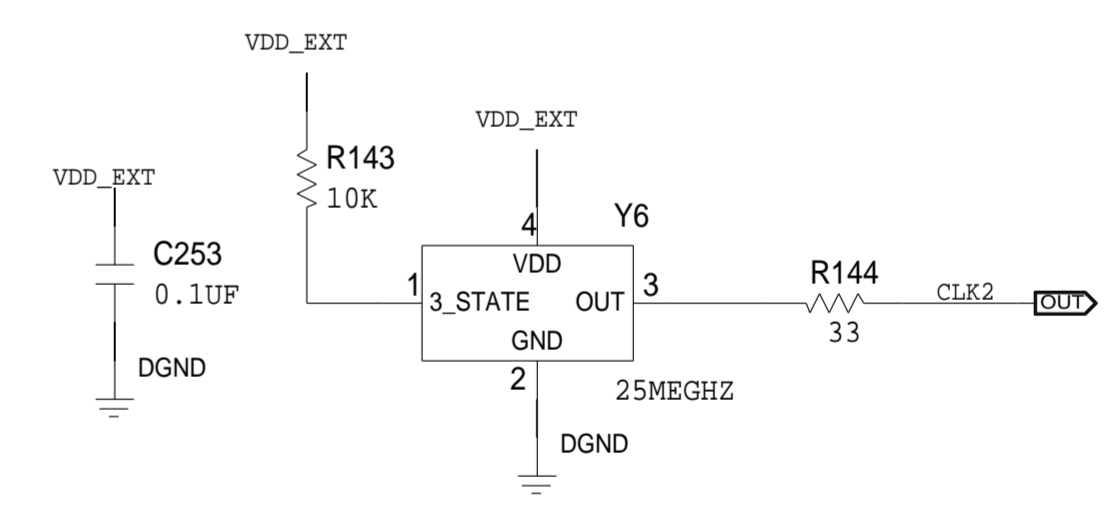 VDD_EXT
VDD_EXT
R143
10K
VDD_EXT
C253
0.1UF
DGND
4
Y6
VDD
1
3_STATE
OUT
3
GND
2
25MEGHZ
DGND
R144
33
CLK2
OUT